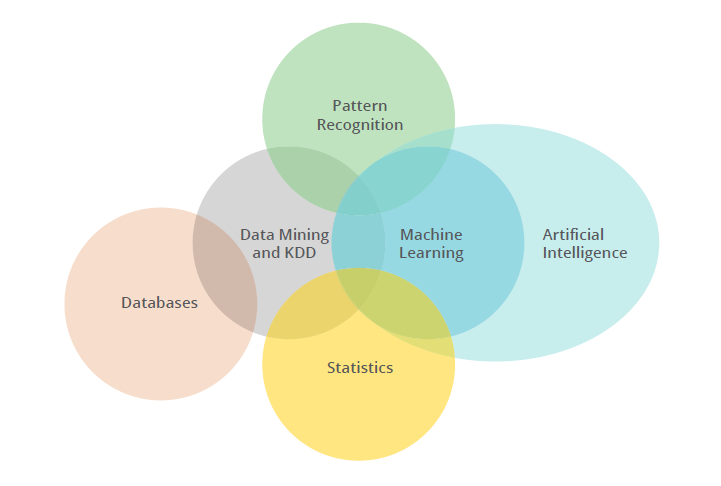 Pattern
Recognition
Data Mining
and KDD
Machine
Learning
Artificial
Intelligence
Databases
Statistics